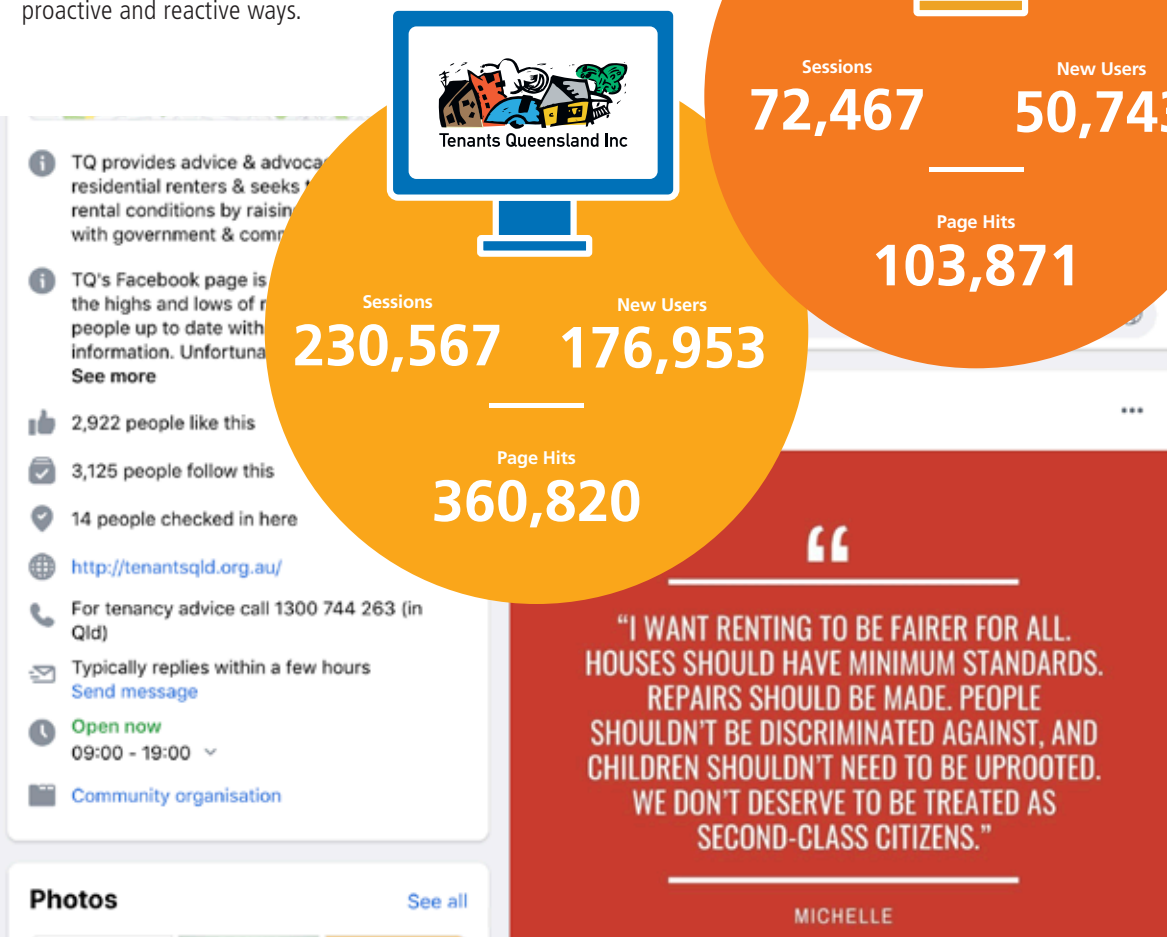 proactive and reactive ways.
Tenants Queensland Inc
Sessions
230,567
New Users
176,953
Page Hits
360,820
Sessions
72,467
New Users
50,743
Page Hits
103,871
TQ provides advice &
residential renters & seeks
rental conditions by
with government &
TQ's Facebook page is
the highs and lows of
people up to date with
information.
See more
2,922 people like this
3,125 people follow this
14 people checked in here
http://tenantsqld.org.au/
For tenancy advice call 1300 744 263 (in
Qld)
Typically replies within a few hours
Send message
Open now
09:00 - 19:00
Community organisation
Photos
See all
“I WANT RENTING TO BE FAIRER FOR ALL.
HOUSES SHOULD HAVE MINIMUM STANDARDS.
REPAIRS SHOULD BE MADE. PEOPLE
SHOULDN'T BE DISCRIMINATED AGAINST, AND
CHILDREN SHOULDN'T NEED TO BE UPROOTED.
WE DON'T DESERVE TO BE TREATED AS
SECOND-CLASS CITIZENS.”
MICHELLE